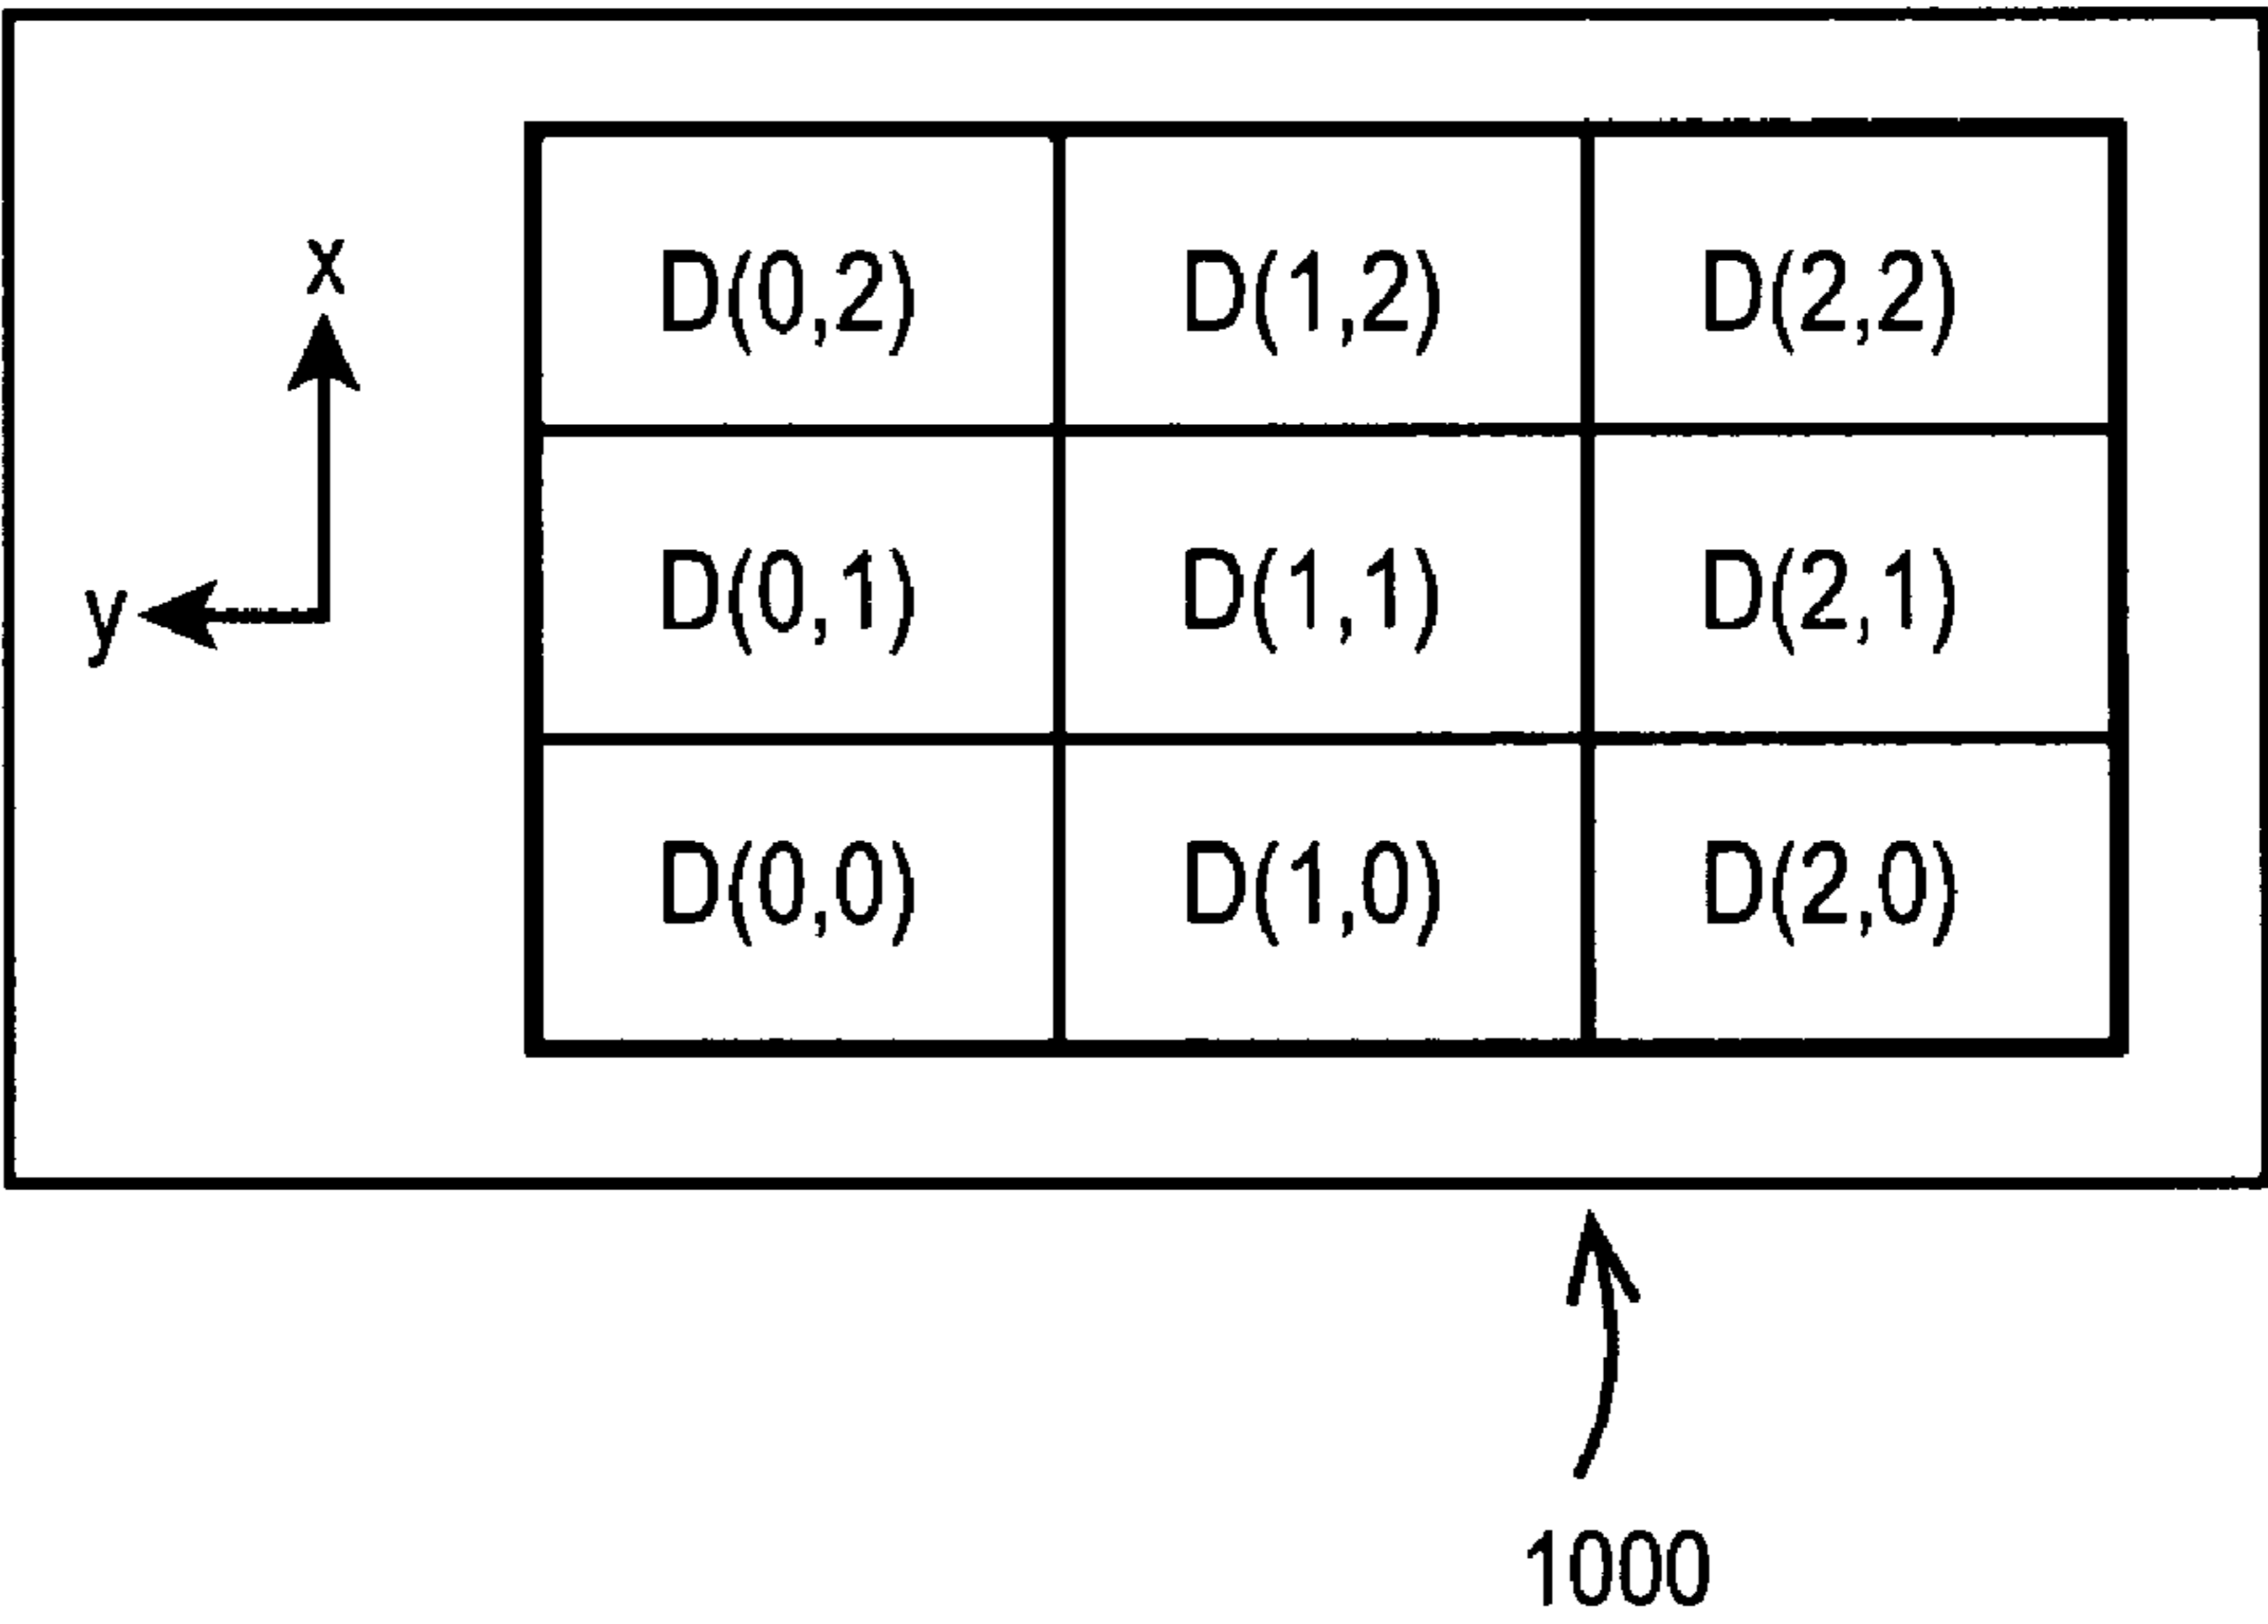 x
D(0,2) D(1,2) D(2,2)
y
D(0,1) D(1,1) D(2,1)
D(0,0) D(1,0) D(2,0)
1000